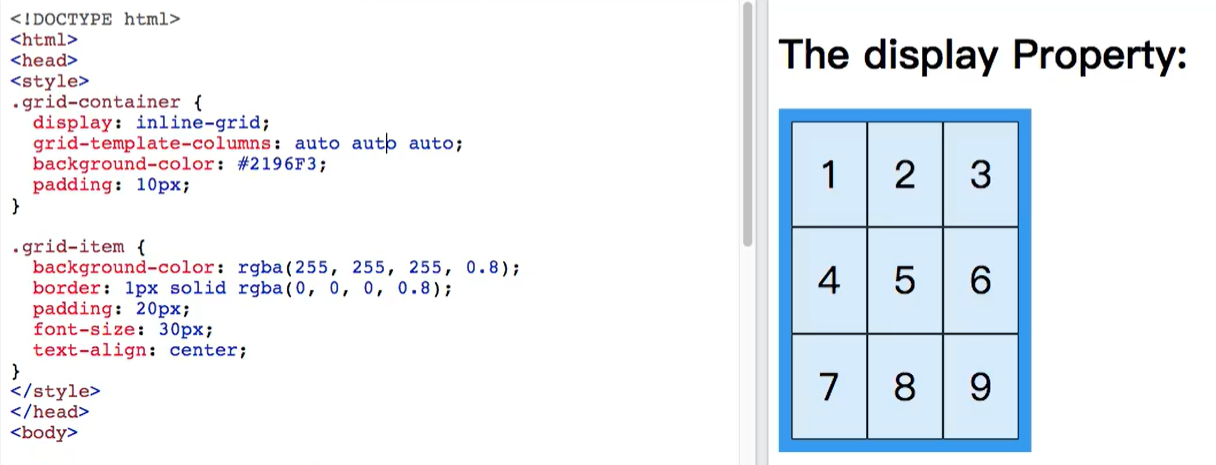 <!DOCTYPE html>
<html>
<head>
<style>
.grid-container {
  display: inline-grid;
  grid-template-columns: auto auto auto;
  background-color: #2196F3;
  padding: 10px;
}

.grid-item {
  background-color: rgba(255, 255, 255, 0.8);
  border: 1px solid rgba(0, 0, 0, 0.8);
  padding: 20px;
  font-size: 30px;
  text-align: center;
}
</style>
</head>
<body>
The display Property:
1 2 3
4 5 6
7 8 9